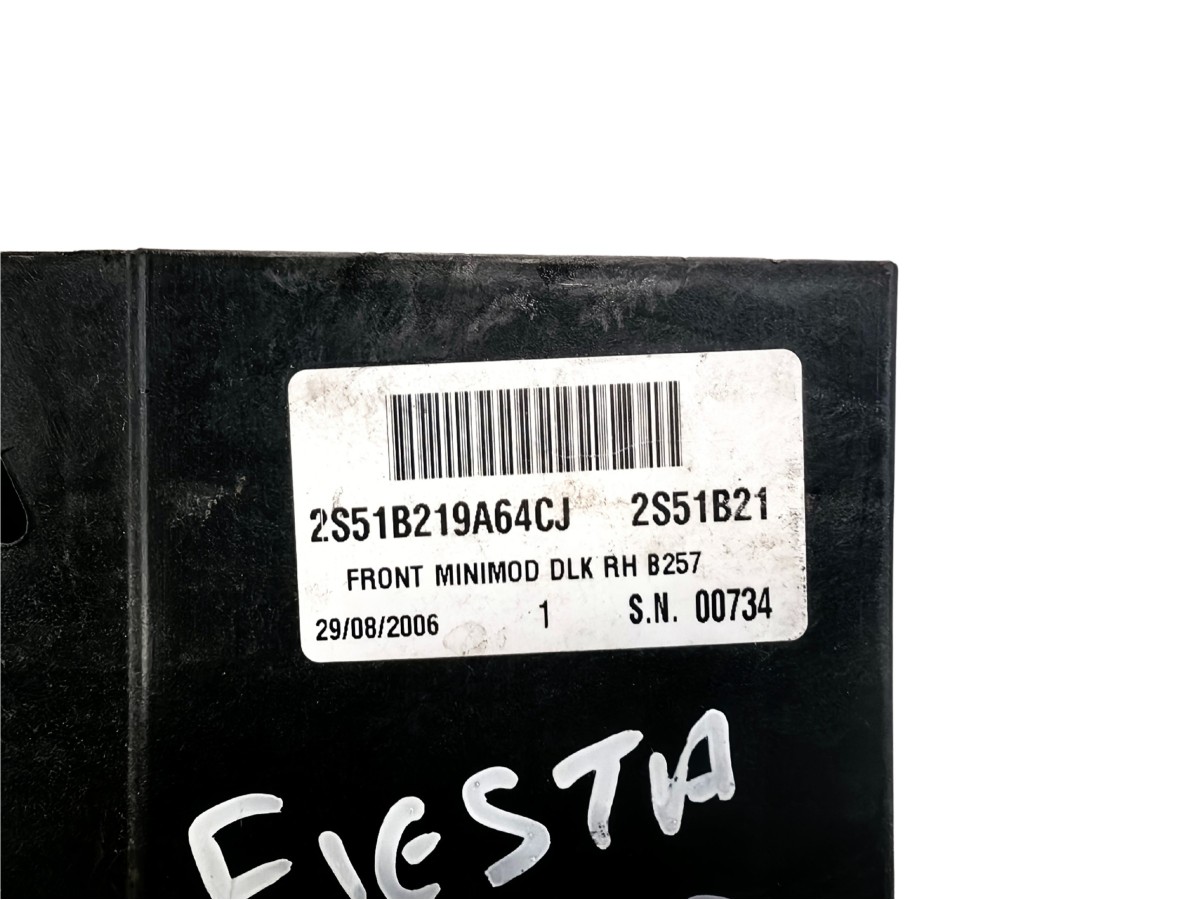 2S51B219A64CJ 2S51B21
FRONT MINIMOD DLK RH B257
29/08/2006 1 S.N. 00734
FIESTA